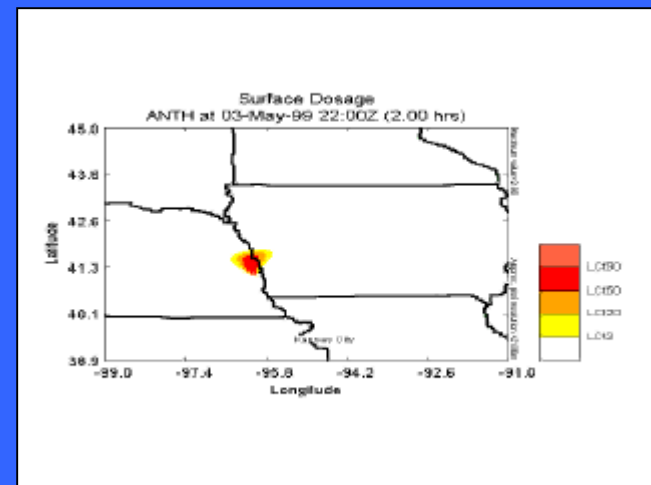 Surface Dosage
ANTH at 03-May-99 22:00Z (2.00 hrs)
45.0
43.8
42.6
41.3
40.1
38.9
Latitude
Kansas City
-99.0 -97.4 -95.8 -94.2 -92.6 -91.0
Longitude
LCt90
LCt50
LCt20